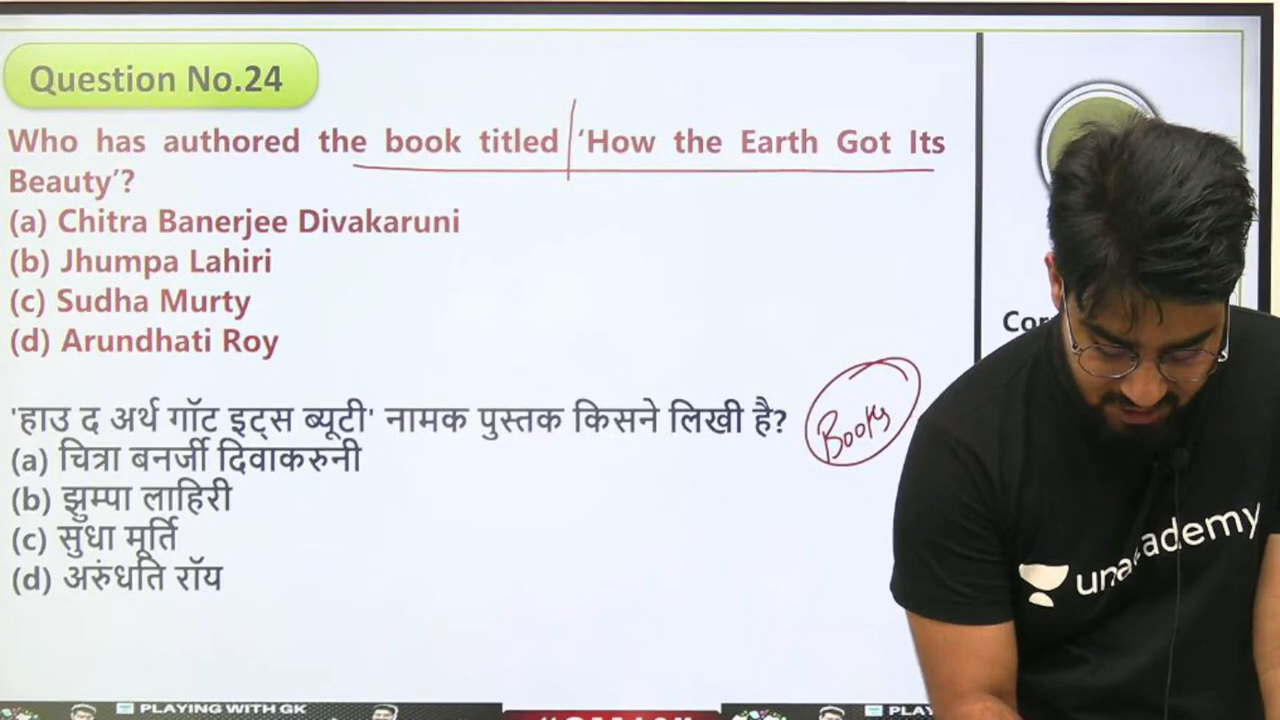 Question No.24
Who has authored the book titled 'How the Earth Got Its
Beauty'?
(a) Chitra Banerjee Divakaruni
(b) Jhumpa Lahiri
(c) Sudha Murty
(d) Arundhati Roy
Cor
'हाउ द अर्थ गॉट इट्स ब्यूटी' नामक पुस्तक किसने लिखी है?
Books
(a) चित्रा बनर्जी दिवाकरुनी
(b) झुम्पा लाहिरी
(c) सुधा मूर्ति
(d) अरुंधति रॉय
unacademy
PLAYING WITH GK
PLAY